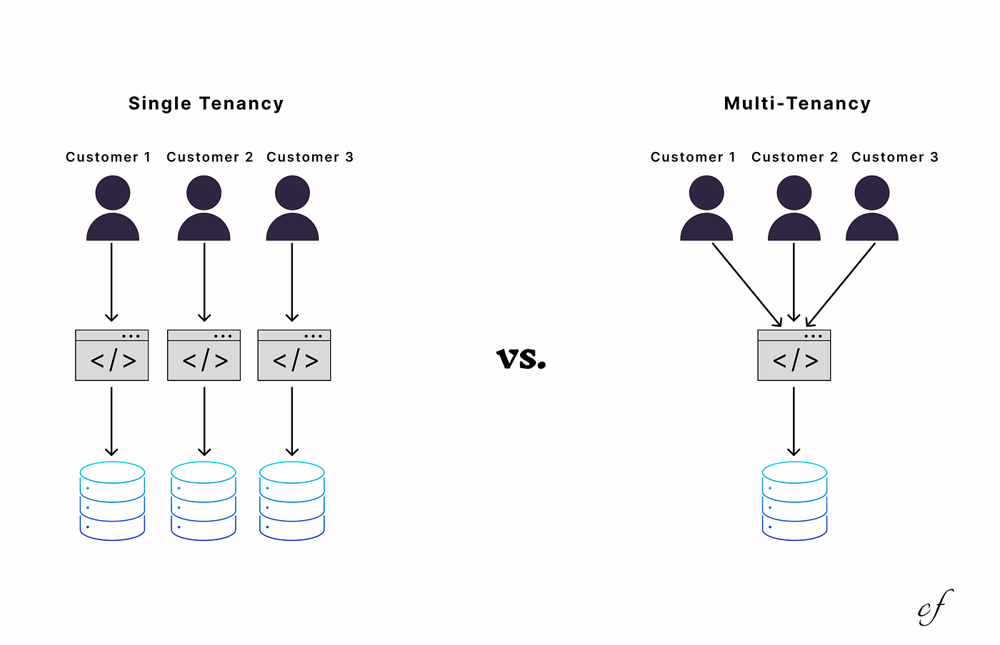 Single Tenancy
Customer 1 Customer 2 Customer 3
</>
</>
</>
vs.
Multi-Tenancy
Customer 1 Customer 2 Customer 3
</>
cf